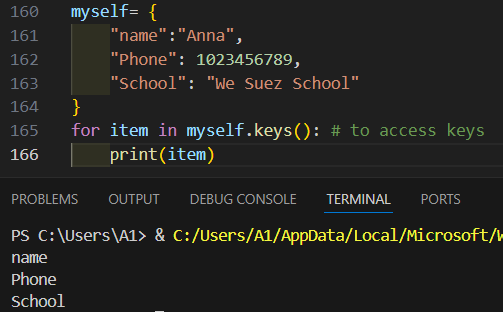 160 myself= {
161 "name":"Anna",
162 "Phone": 1023456789,
163 "School": "We Suez School"
164 }
165 for item in myself.keys(): # to access keys
166 print(item)
PROBLEMS OUTPUT DEBUG CONSOLE TERMINAL PORTS
PS C:\Users\A1> & C:/Users/A1/AppData/Local/Microsoft/
name
Phone
School